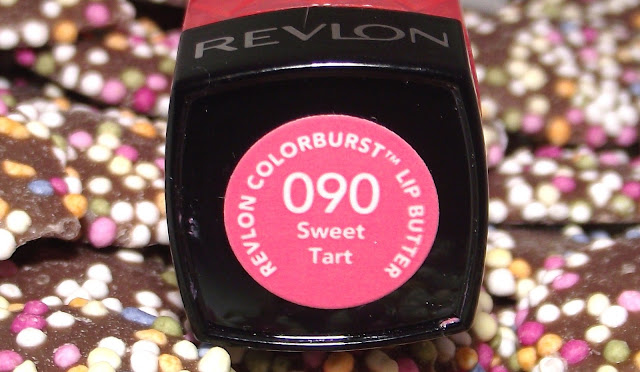 REVLON
REVLON COLORBURST™ LIP BUTTER
090
Sweet
Tart